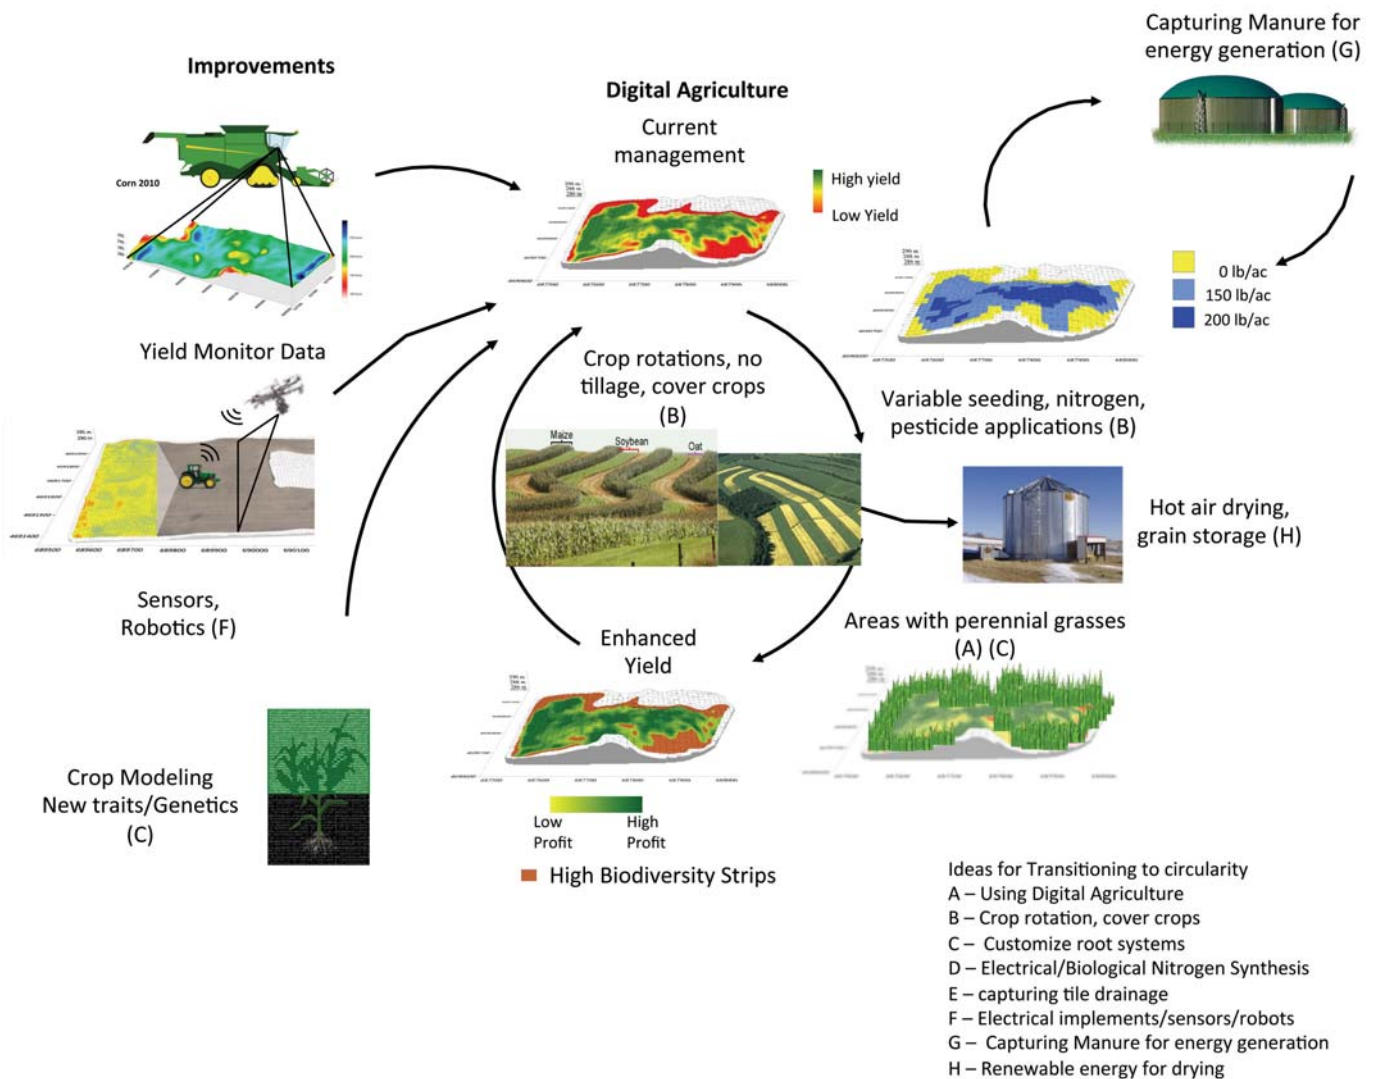 Capturing Manure for
energy generation (G)
Improvements
Digital Agriculture
Current
management
Corn 2010
High yield
Low Yield
0 lb/ac
150 lb/ac
200 lb/ac
Yield Monitor Data
Crop rotations, no
tillage, cover crops
(B)
Variable seeding, nitrogen,
pesticide applications (B)
Maize
Soybean
Oat
Hot air drying,
grain storage (H)
Sensors,
Robotics (F)
Areas with perennial grasses
(A) (C)
Enhanced
Yield
Crop Modeling
New traits/Genetics
(C)
Low
Profit
High
Profit
High Biodiversity Strips
Ideas for Transitioning to circularity
A – Using Digital Agriculture
B – Crop rotation, cover crops
C – Customize root systems
D – Electrical/Biological Nitrogen Synthesis
E – capturing tile drainage
F – Electrical implements/sensors/robots
G – Capturing Manure for energy generation
H – Renewable energy for drying